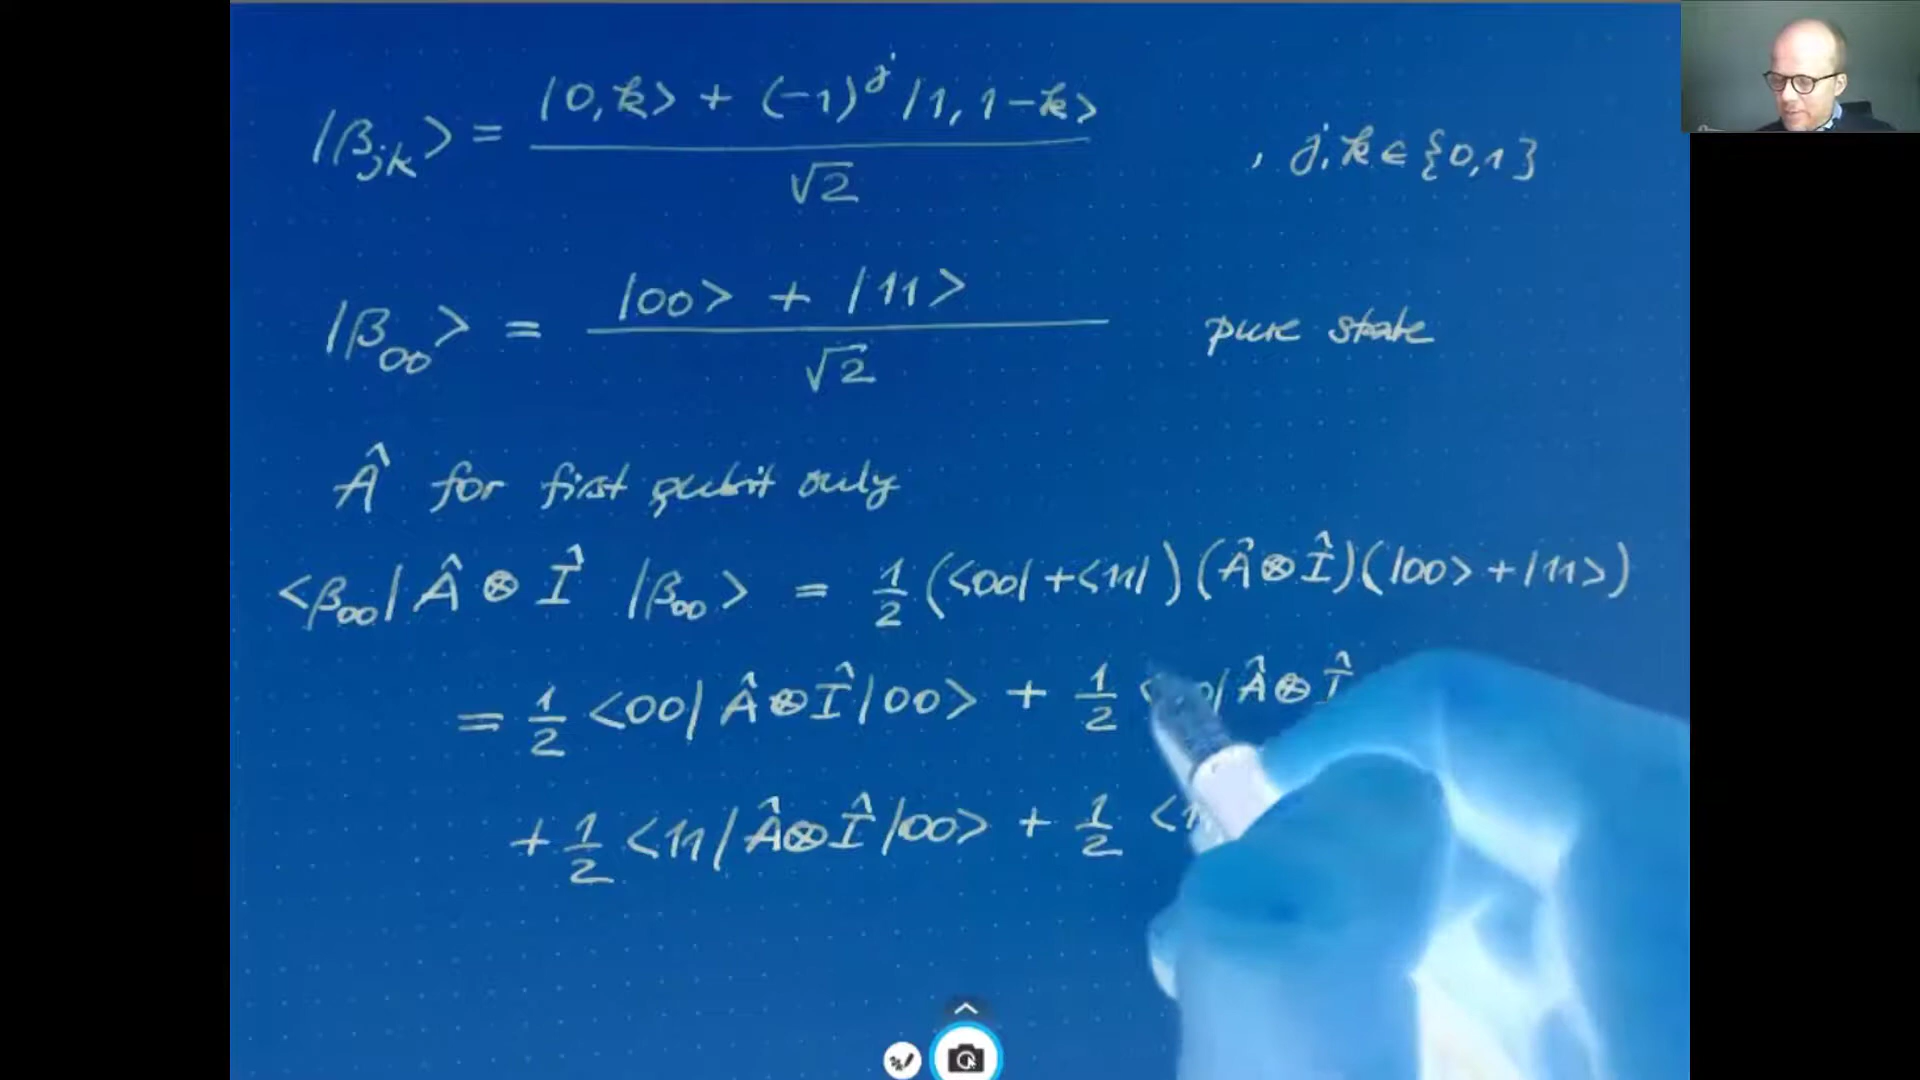 |β_jk> = (|0,k> + (-1)^j |1,1-k>) / √2 , j,k ∈ {0,1}
|β_00> = (|00> + |11>) / √2 pure state
Â for first qubit only
<β_00| Â ⊗ Î |β_00> = 1/2 (<00| + <11|) (Â ⊗ Î) (|00> + |11>)
= 1/2 <00| Â ⊗ Î |00> + 1/2 | Â ⊗ Î
+ 1/2 <11| Â ⊗ Î |00> + 1/2 <1